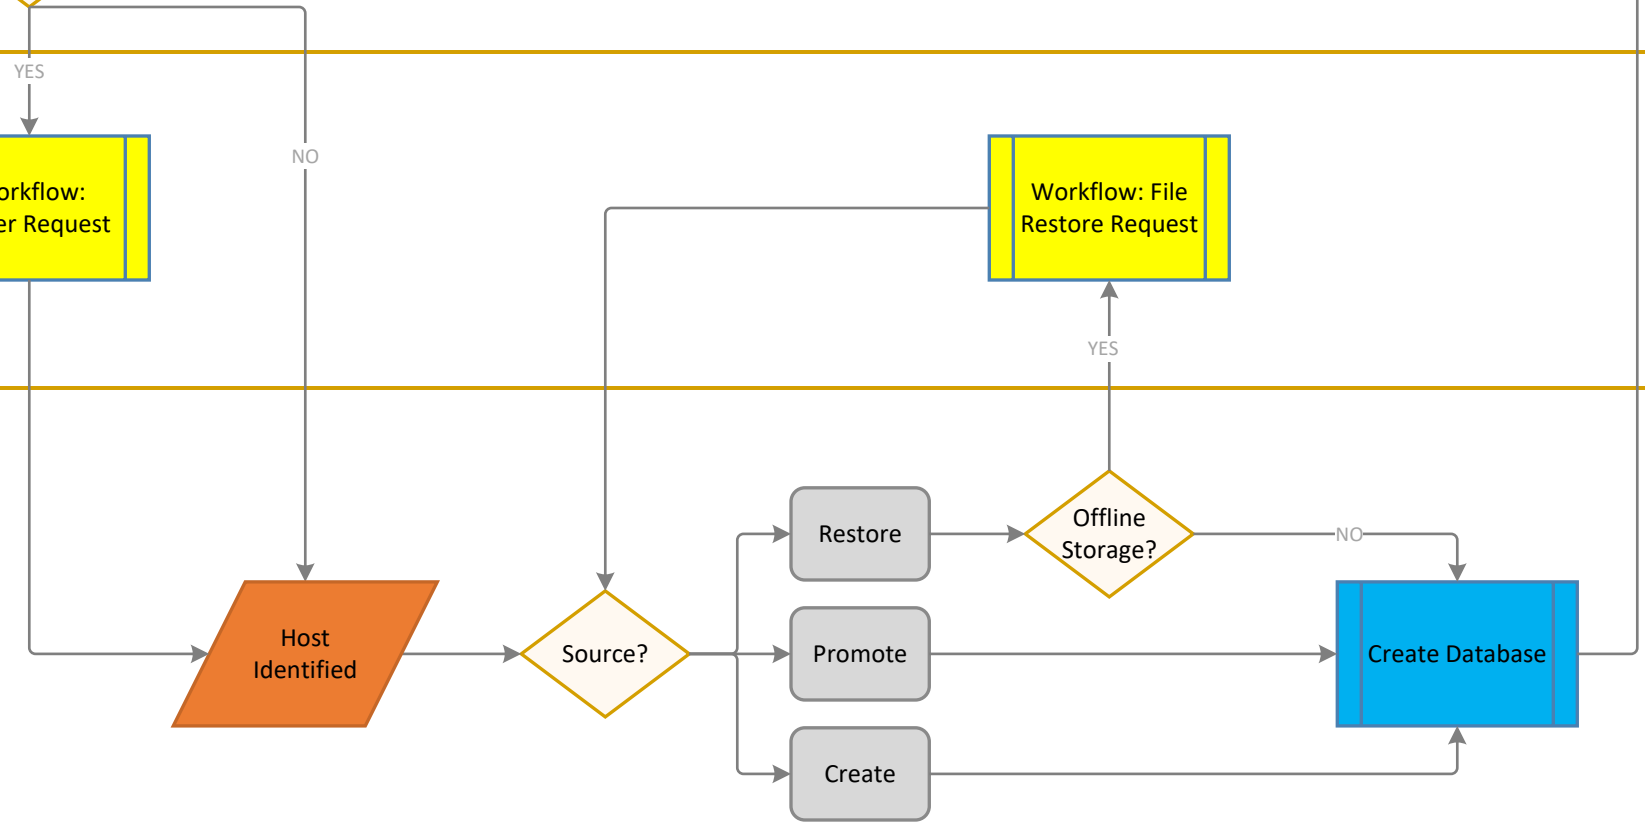 YES
NO
orkflow:
er Request
Workflow: File
Restore Request
YES
Offline
Storage?
NO
Restore
Host
Identified
Source?
Promote
Create Database
Create